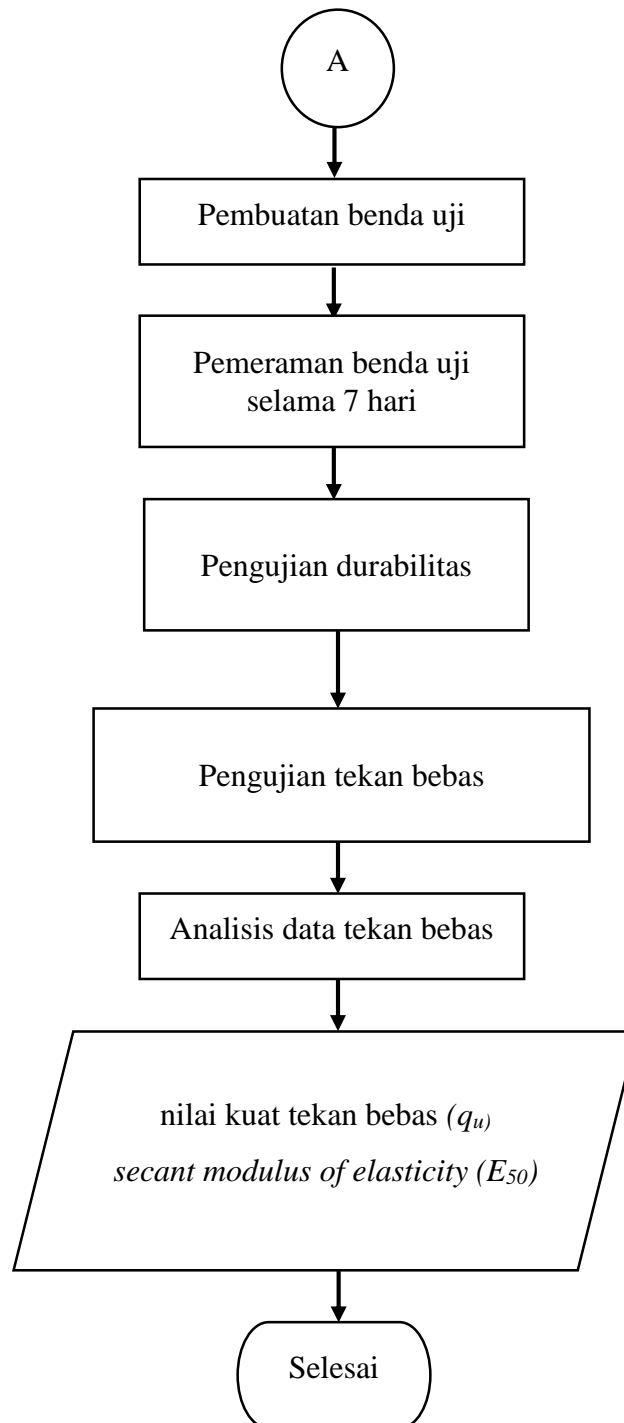 A
Pembuatan benda uji
Pemeraman benda uji
selama 7 hari
Pengujian durabilitas
Pengujian tekan bebas
Analisis data tekan bebas
nilai kuat tekan bebas (qu)
secant modulus of elasticity (E50)
Selesai